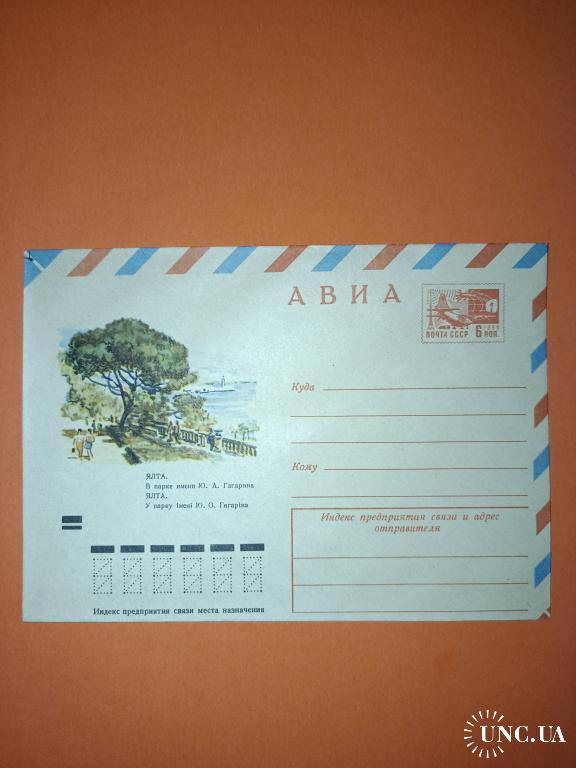 АВИА
1966
ПОЧТА СССР 6 КОП.
Куда
Кому
ЯЛТА.
В парке имени Ю. А. Гагарина
ЯЛТА.
У парку імені Ю. О. Гагаріна
Индекс предприятия связи и адрес
отправителя
Индекс предприятия связи места назначения
UNC.UA